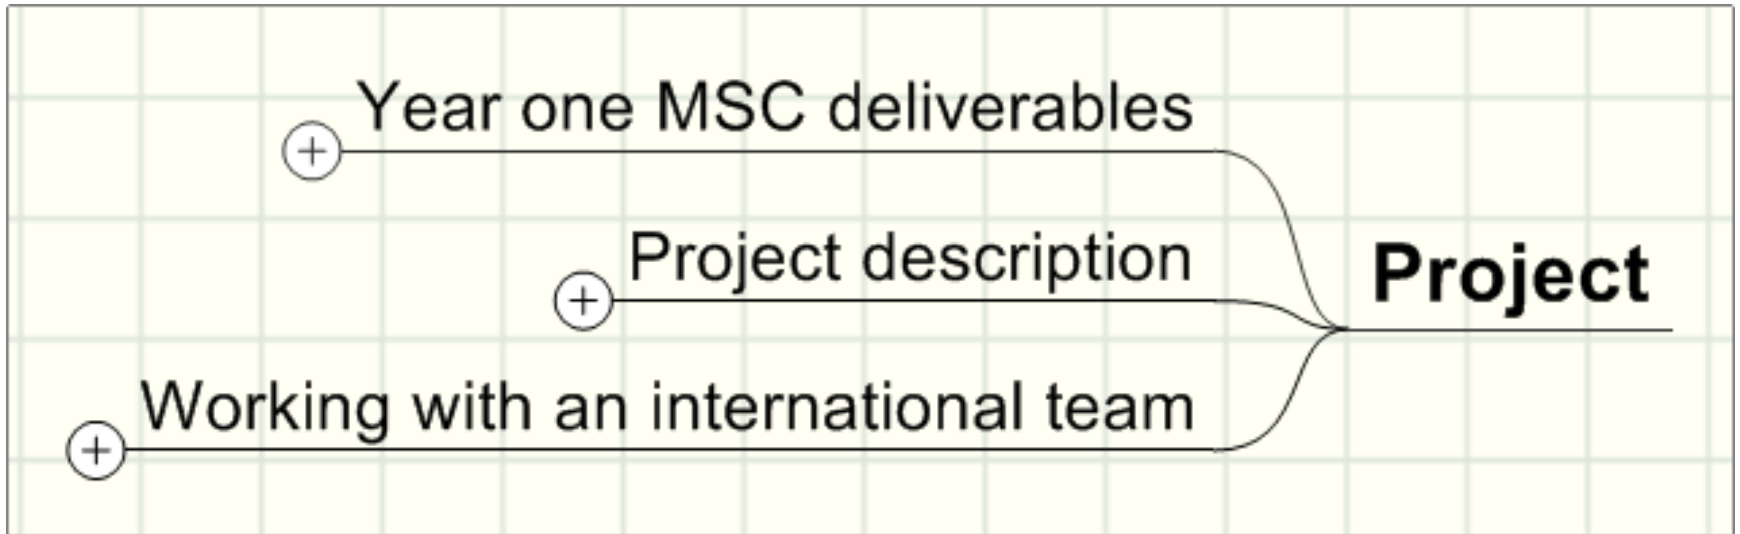 Year one MSC deliverables
Project description
Project
Working with an international team